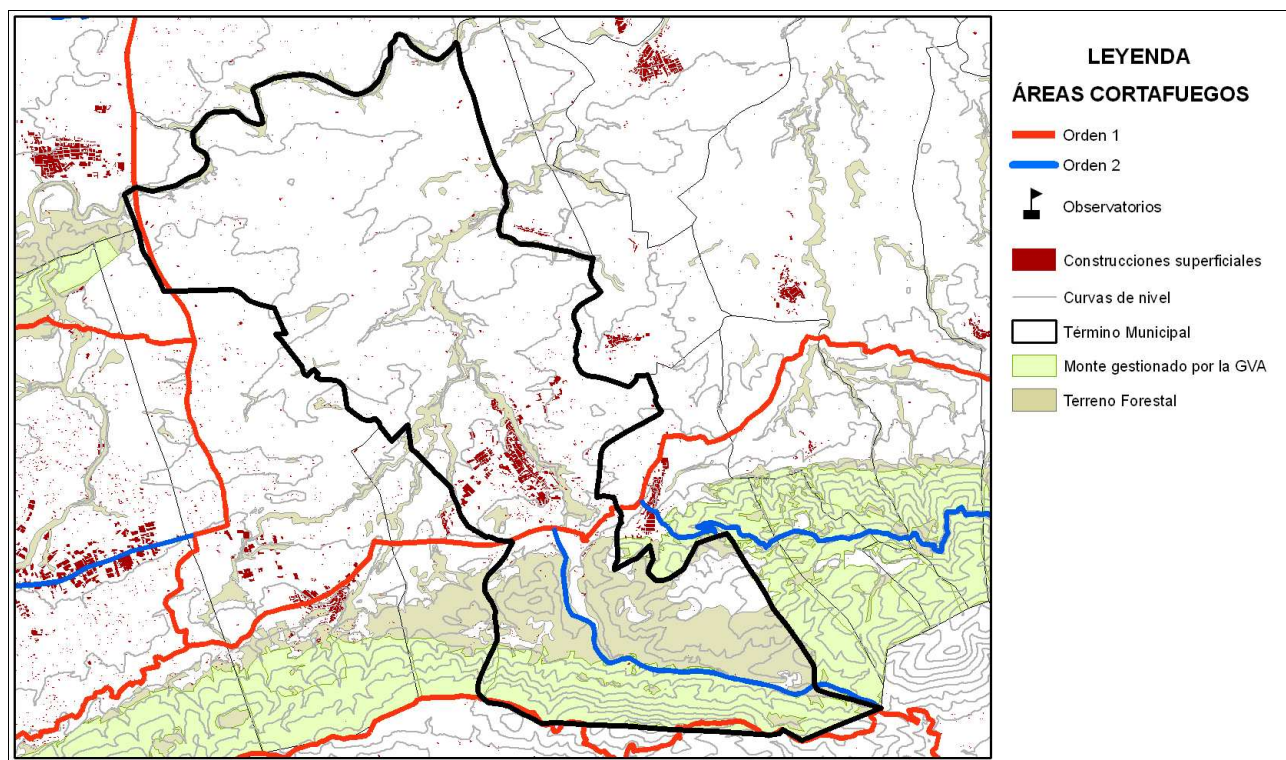 LEYENDA
ÁREAS CORTAFUEGOS
Orden 1
Orden 2
Observatorios
Construcciones superficiales
Curvas de nivel
Término Municipal
Monte gestionado por la GVA
Terreno Forestal